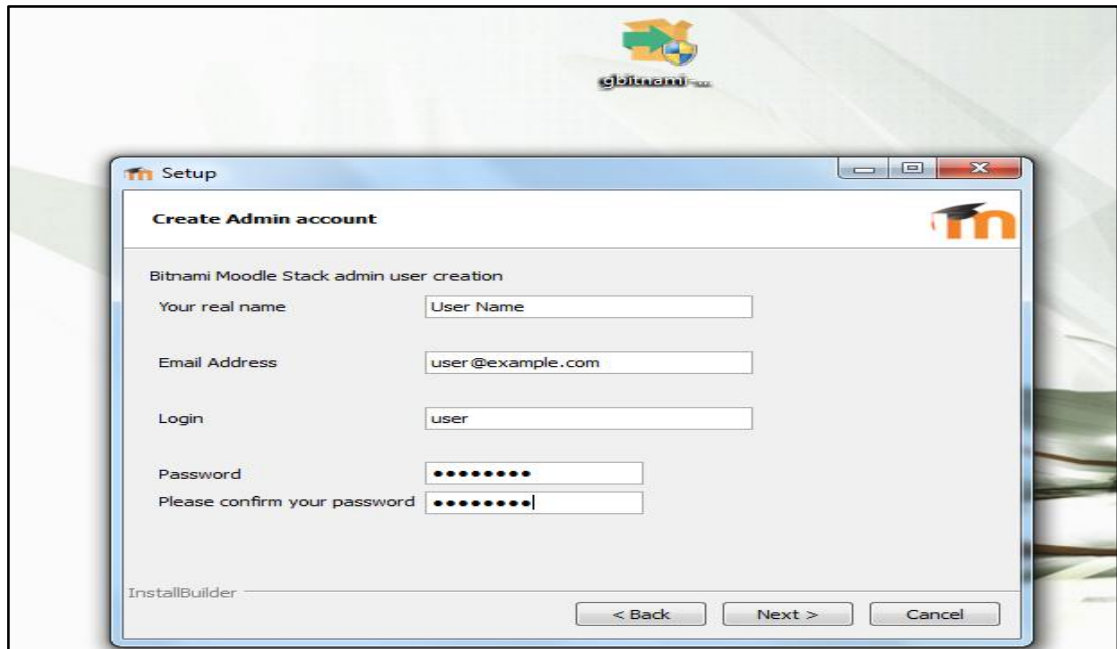 gbitnami-...
Setup
Create Admin account
Bitnami Moodle Stack admin user creation
Your real name User Name
Email Address user@example.com
Login user
Password ••••••••
Please confirm your password ••••••••
InstallBuilder
< Back Next > Cancel